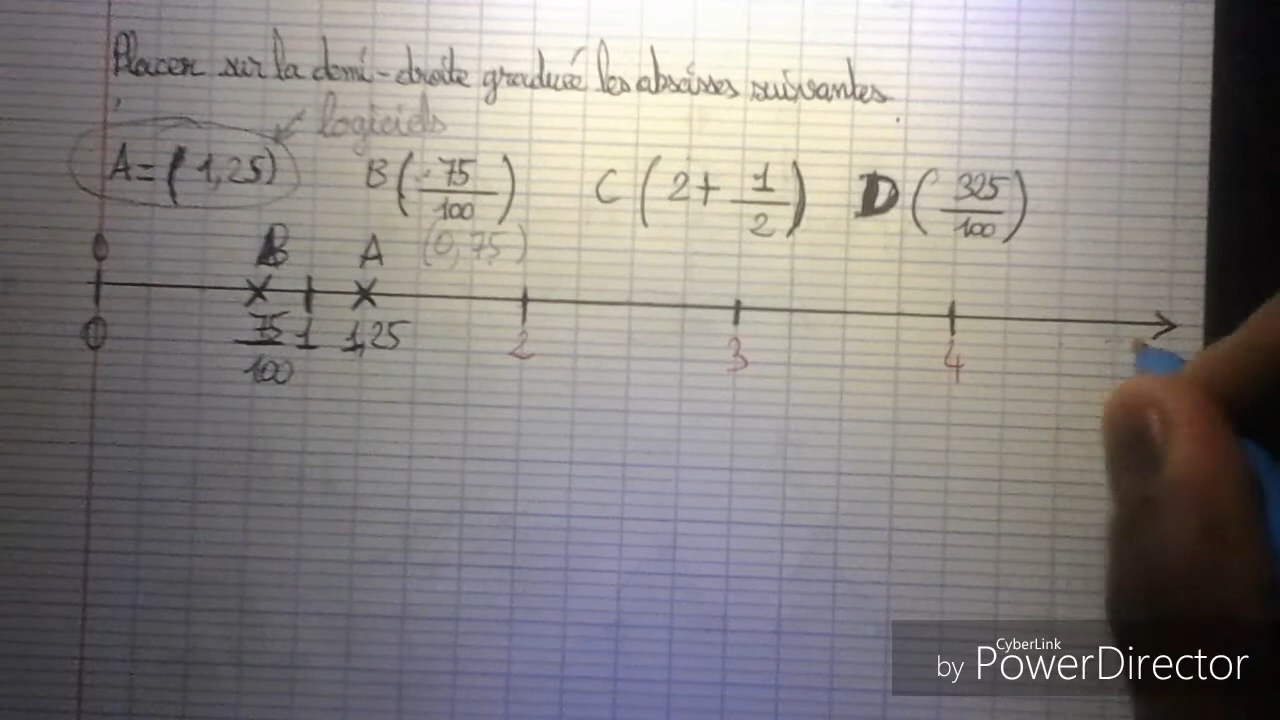 Placer sur la demi-droite graduée les abscisses suivantes.
logiciels
A = (1,25) B (75/100) C (2 + 1/2) D (325/100)
0 B A (0,75)
0 75/100 1 1,25 2 3 4
CyberLink
by PowerDirector